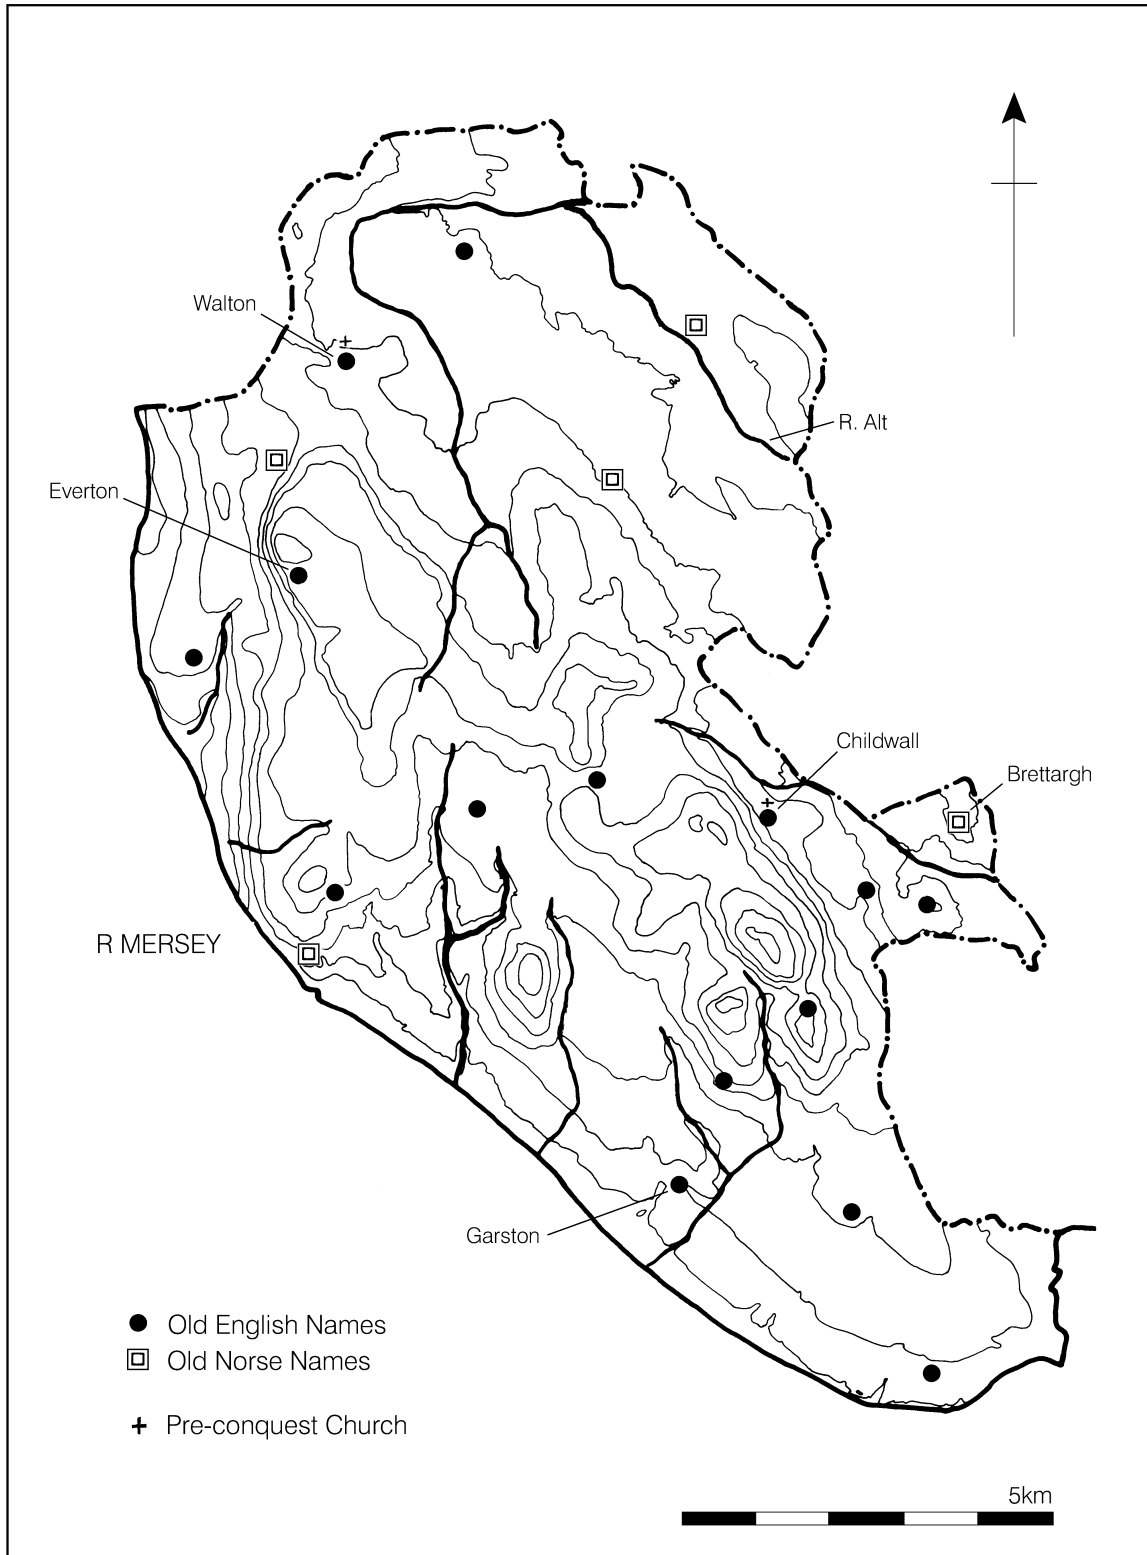 Walton
R. Alt
Everton
Childwall
Brettargh
R MERSEY
Garston
Old English Names
Old Norse Names
Pre-conquest Church
5km